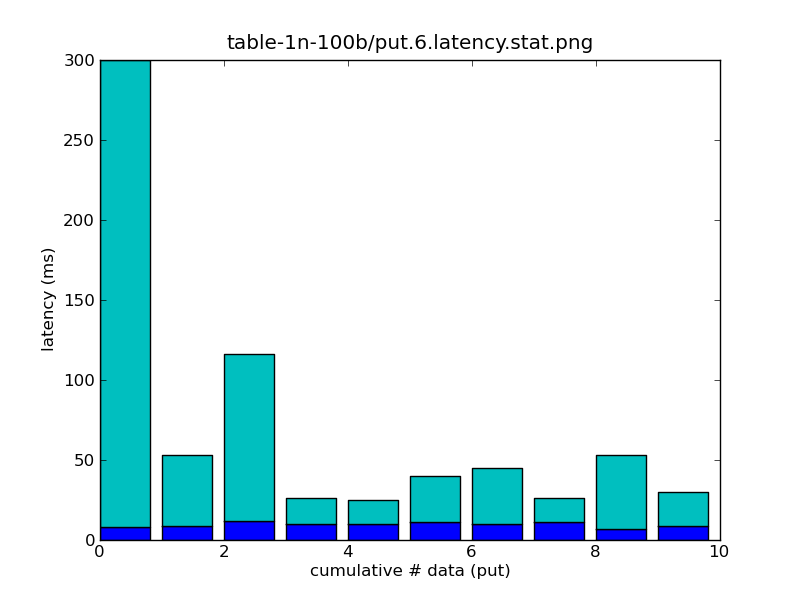 table-1n-100b/put.6.latency.stat.png
300
250
200
150
100
50
0
latency (ms)
0 2 4 6 8 10
cumulative # data (put)